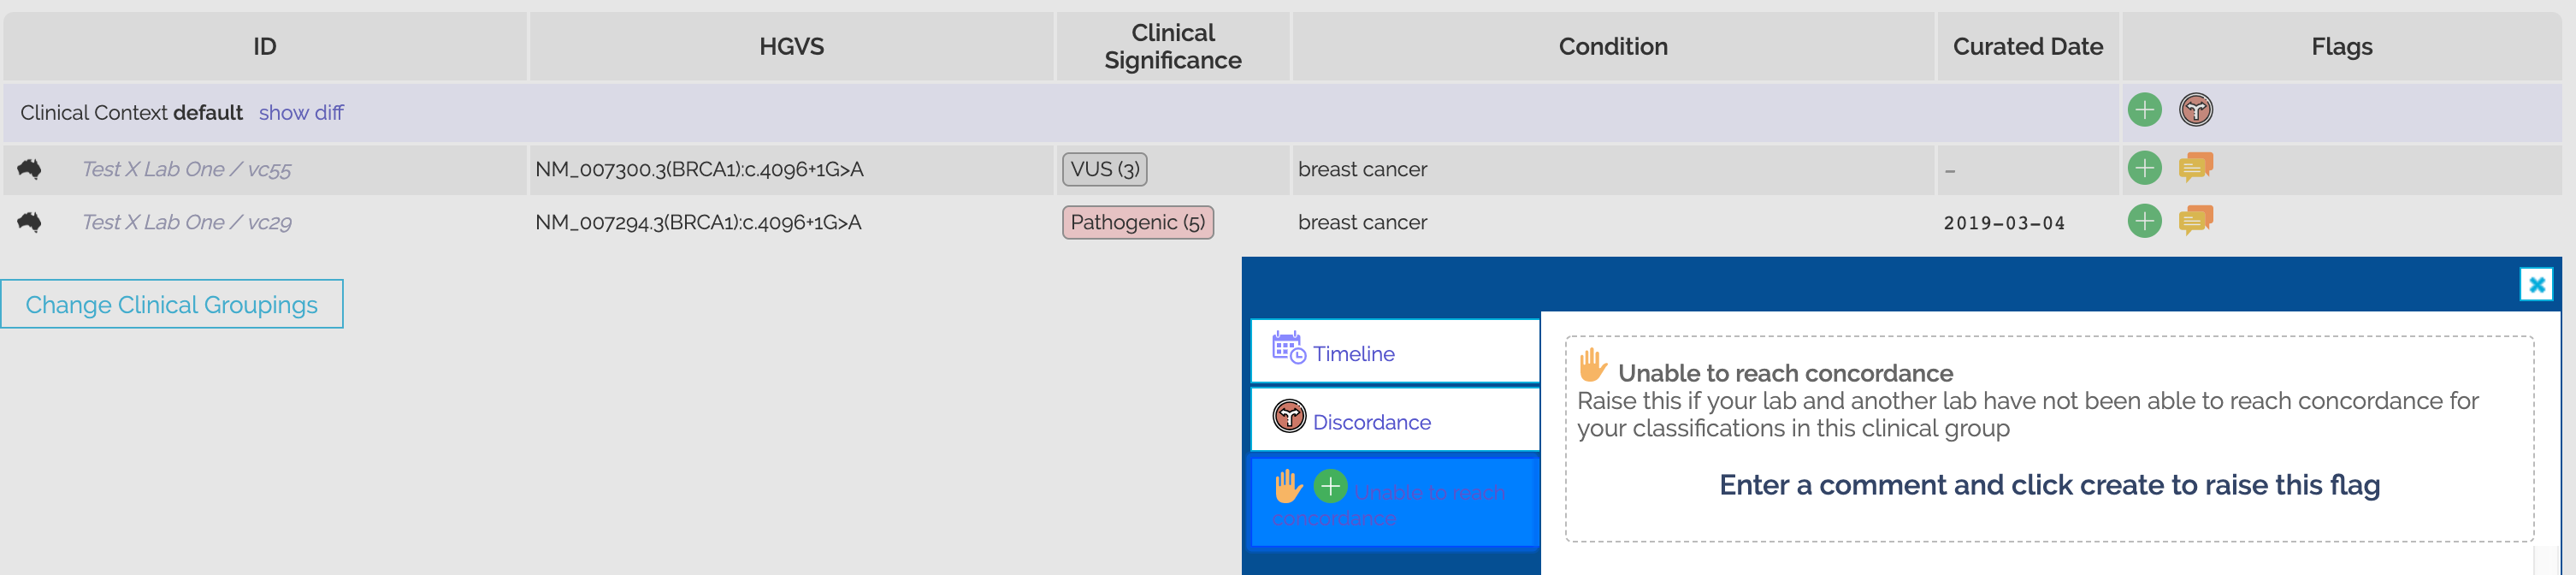 ID HGVS Clinical Significance Condition Curated Date Flags
Clinical Context default show diff
Test X Lab One / vc55 NM_007300.3(BRCA1):c.4096+1G>A VUS (3) breast cancer –
Test X Lab One / vc29 NM_007294.3(BRCA1):c.4096+1G>A Pathogenic (5) breast cancer 2019-03-04
Change Clinical Groupings
Timeline
Discordance
Unable to reach
concordance
Unable to reach concordance
Raise this if your lab and another lab have not been able to reach concordance for
your classifications in this clinical group
Enter a comment and click create to raise this flag